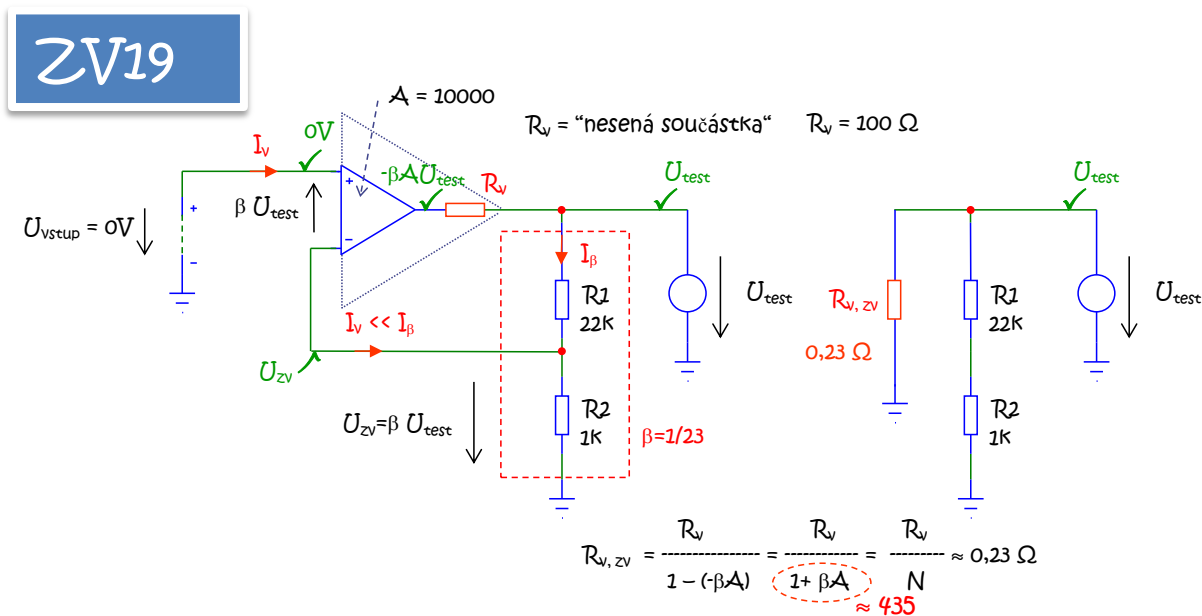 ZV19
A = 10000
Rv = “nesená součástka“ Rv = 100 Ω
Iv
0V
+
-βAUtest
Rv
Utest
Utest
β Utest
Uvstup = 0V
+
–
–
Iβ
R1
22k
Utest
Rv, zv
0,23 Ω
R1
22k
Utest
Iv << Iβ
Uzv
Uzv=β Utest
R2
1k
β=1/23
R2
1k
Rv, zv = Rv / 1 – (-βA) = Rv / 1+ βA = Rv / N ≈ 0,23 Ω
≈ 435